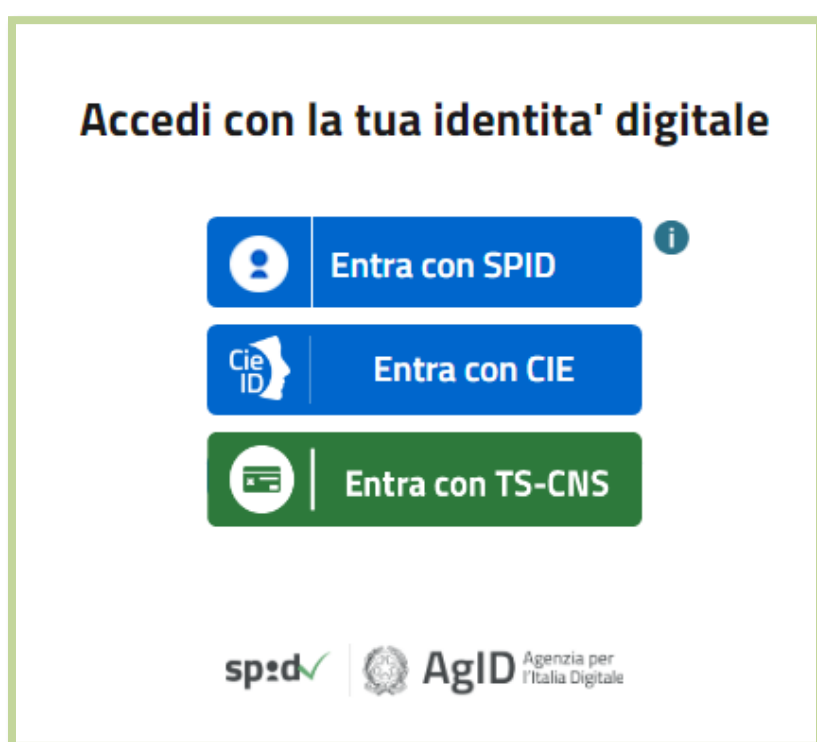 Accedi con la tua identita' digitale
i
Entra con SPID
Cie
ID
Entra con CIE
Entra con TS-CNS
spid
AgID
Agenzia per
l'Italia Digitale